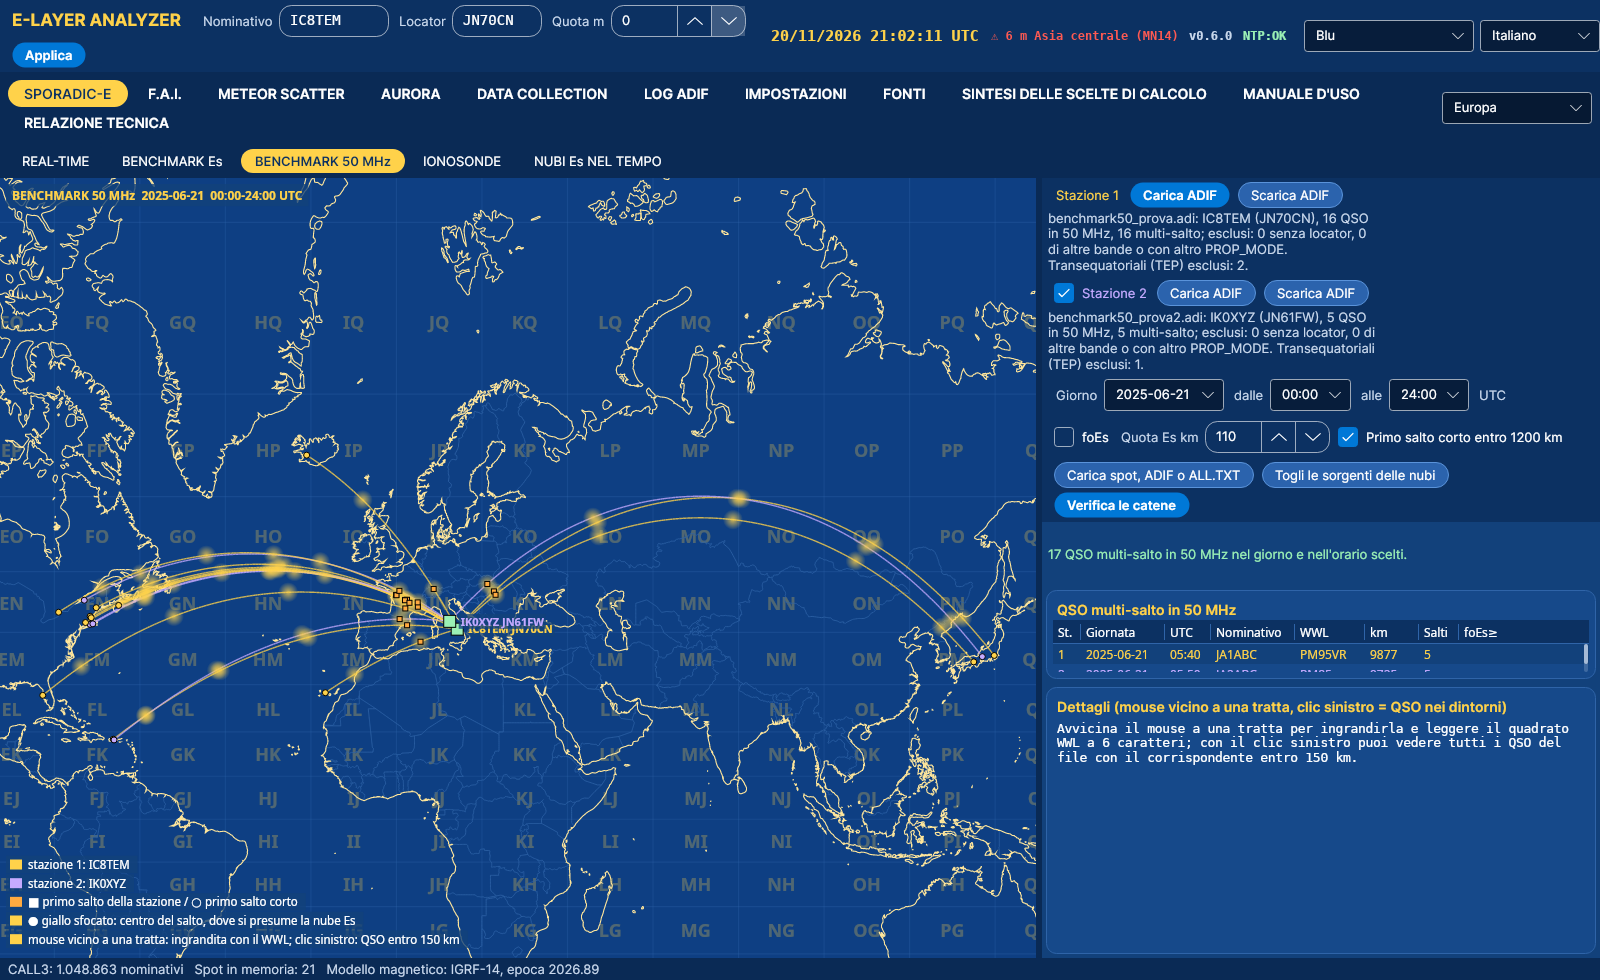 E-LAYER ANALYZER Nominativo IC8TEM Locator JN70CN Quota m 0
20/11/2026 21:02:11 UTC ⚠ 6 m Asia centrale (MN14) v0.6.0 NTP:OK Blu Italiano
Applica
SPORADIC-E F.A.I. METEOR SCATTER AURORA DATA COLLECTION LOG ADIF IMPOSTAZIONI FONTI SINTESI DELLE SCELTE DI CALCOLO MANUALE D'USO
RELAZIONE TECNICA
Europa
REAL-TIME BENCHMARK Es BENCHMARK 50 MHz IONOSONDE NUBI Es NEL TEMPO
BENCHMARK 50 MHz 2025-06-21 00:00-24:00 UTC
FQ GQ HQ IQ JQ KQ LQ MQ NQ OQ PQ
FP GP HP IP JP LP MP NP OP PP
EO FO GO HO IO KO LO MO NO OO PO
EN FN GN HN IN LN MN NN ON
EM FM GM HM IM JM KM LM MM NM OM
EL FL GL HL IL JL KL LL ML NL OL PL
EK FK GK HK IK JK KK LK MK NK OK PK
EJ FJ GJ HJ IJ JJ KJ LJ MJ NJ OJ PJ
EI FI GI HI II JI KI LI MI NI OI PI
GH HH IH JH KH LH MH NH OH PH
KG LG MG NG OG PG
IK0XYZ JN61FW
IC8TEM JN70CN
stazione 1: IC8TEM
stazione 2: IK0XYZ
primo salto della stazione / ○ primo salto corto
giallo sfocato: centro del salto, dove si presume la nube Es
mouse vicino a una tratta: ingrandita con il WWL; clic sinistro: QSO entro 150 km
Stazione 1 Carica ADIF Scarica ADIF
benchmark50_prova.adi: IC8TEM (JN70CN), 16 QSO
in 50 MHz, 16 multi-salto; esclusi: 0 senza locator, 0
di altre bande o con altro PROP_MODE.
Transequatoriali (TEP) esclusi: 2.
Stazione 2 Carica ADIF Scarica ADIF
benchmark50_prova2.adi: IK0XYZ (JN61FW), 5 QSO
in 50 MHz, 5 multi-salto; esclusi: 0 senza locator, 0 di
altre bande o con altro PROP_MODE. Transequatoriali
(TEP) esclusi: 1.
Giorno 2025-06-21 dalle 00:00 alle 24:00 UTC
foEs Quota Es km 110 Primo salto corto entro 1200 km
Carica spot, ADIF o ALL.TXT Togli le sorgenti delle nubi
Verifica le catene
17 QSO multi-salto in 50 MHz nel giorno e nell'orario scelti.
QSO multi-salto in 50 MHz
St. Giornata UTC Nominativo WWL km Salti foEs≥
1 2025-06-21 05:40 JA1ABC PM95VR 9877 5
Dettagli (mouse vicino a una tratta, clic sinistro = QSO nei dintorni)
Avvicina il mouse a una tratta per ingrandirla e leggere il quadrato
WWL a 6 caratteri; con il clic sinistro puoi vedere tutti i QSO del
file con il corrispondente entro 150 km.
CALL3: 1.048.863 nominativi Spot in memoria: 21 Modello magnetico: IGRF-14, epoca 2026.89